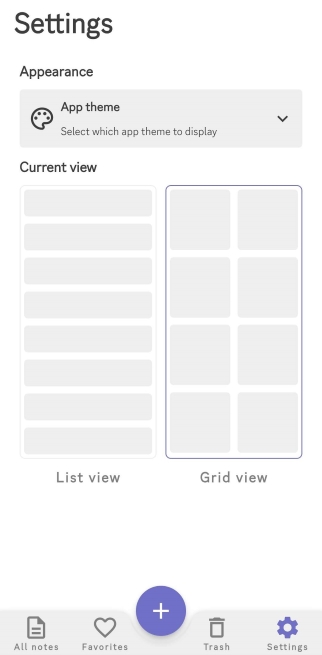 Settings
Appearance
App theme
Select which app theme to display
Current view
List view
Grid view
All notes
Favorites
Trash
Settings